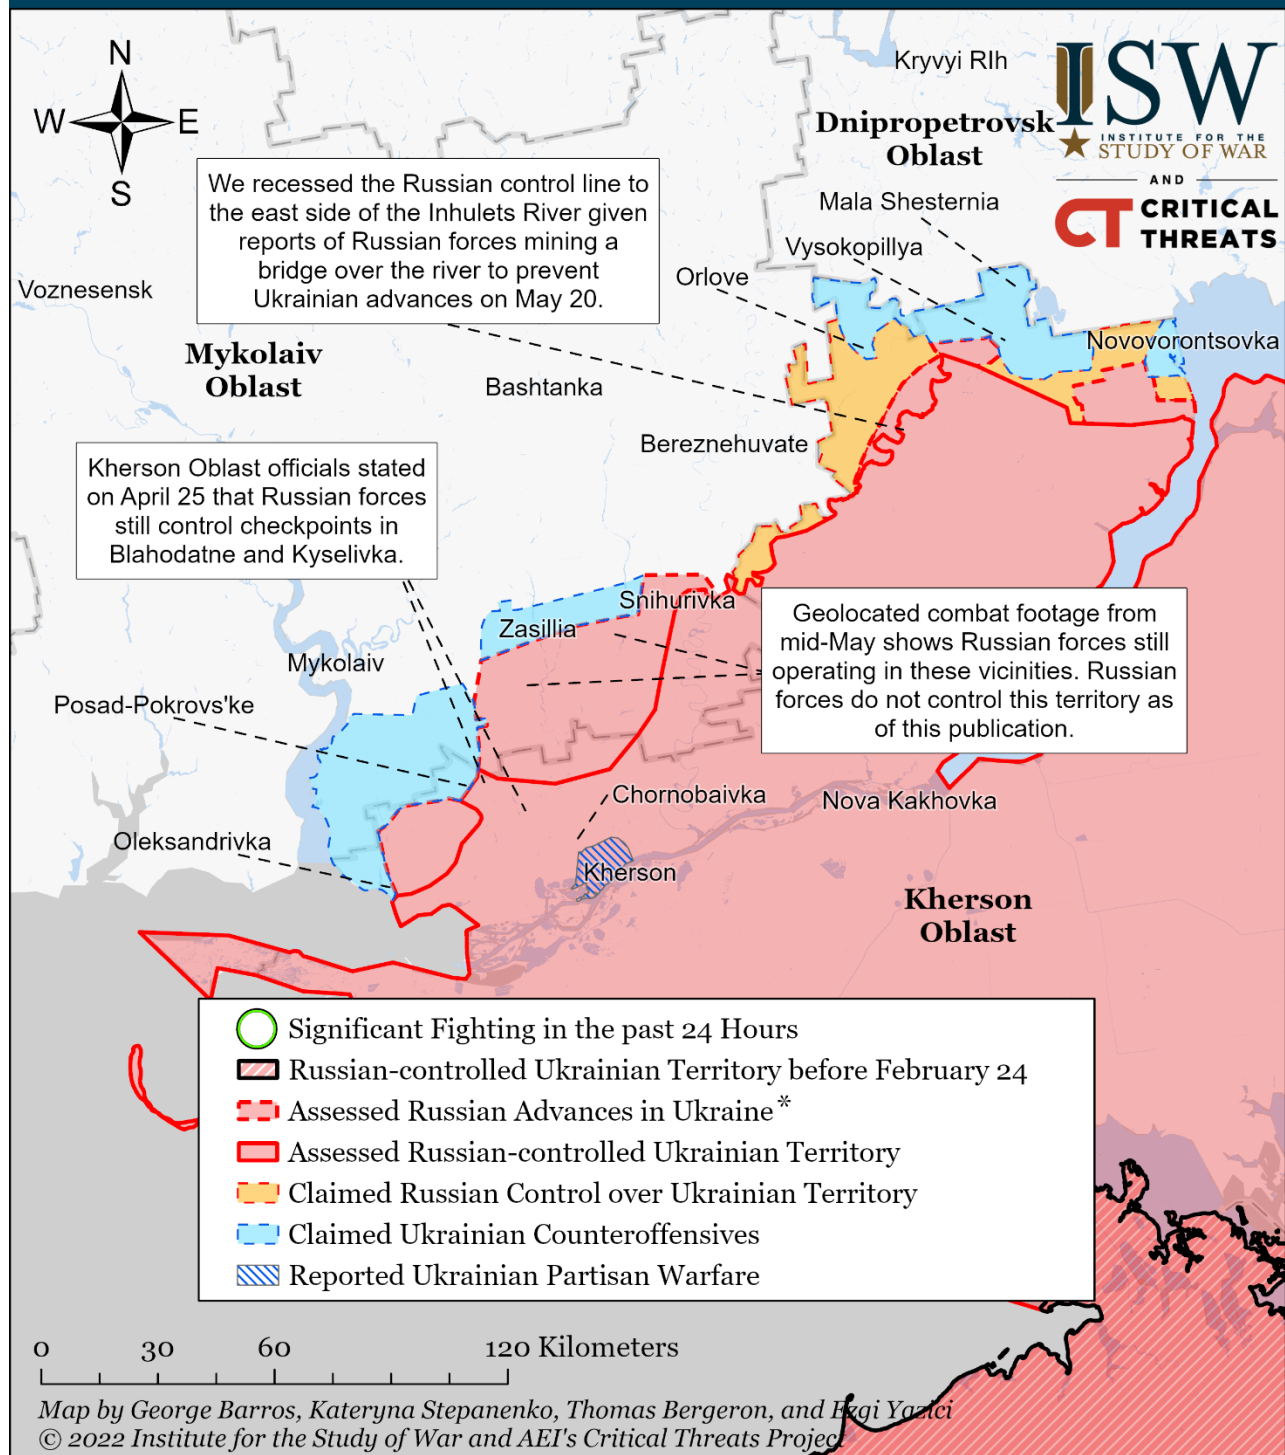 N
W E
S
Kryvyi RIh
ISW
INSTITUTE FOR THE
STUDY OF WAR
AND
CT CRITICAL
THREATS
Dnipropetrovsk
Oblast
We recessed the Russian control line to
the east side of the Inhulets River given
reports of Russian forces mining a
bridge over the river to prevent
Ukrainian advances on May 20.
Mala Shesternia
Vysokopillya
Orlove
Voznesensk
Novovorontsovka
Mykolaiv
Oblast
Bashtanka
Bereznehuvate
Kherson Oblast officials stated
on April 25 that Russian forces
still control checkpoints in
Blahodatne and Kyselivka.
Snihurivka
Zasillia
Geolocated combat footage from
mid-May shows Russian forces still
operating in these vicinities. Russian
forces do not control this territory as
of this publication.
Mykolaiv
Posad-Pokrovs'ke
Chornobaivka
Nova Kakhovka
Oleksandrivka
Kherson
Kherson
Oblast
Significant Fighting in the past 24 Hours
Russian-controlled Ukrainian Territory before February 24
Assessed Russian Advances in Ukraine*
Assessed Russian-controlled Ukrainian Territory
Claimed Russian Control over Ukrainian Territory
Claimed Ukrainian Counteroffensives
Reported Ukrainian Partisan Warfare
0 30 60 120 Kilometers
Map by George Barros, Kateryna Stepanenko, Thomas Bergeron, and Ezgi Yazici
© 2022 Institute for the Study of War and AEI's Critical Threats Project